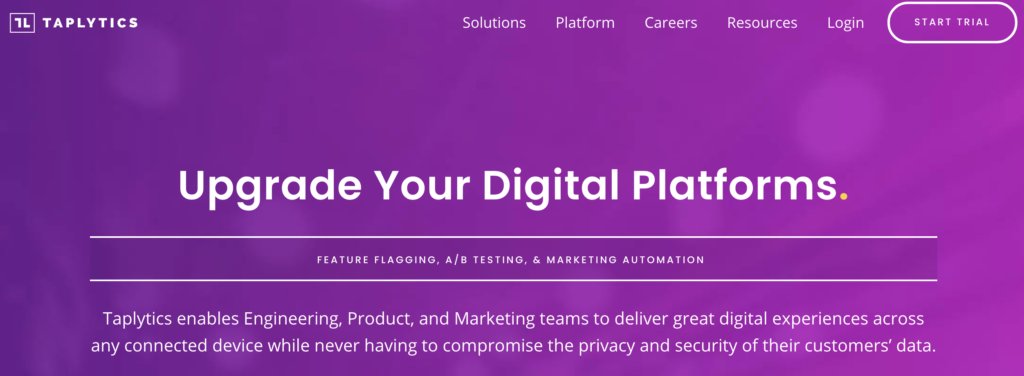 TAPLYTICS
Solutions Platform Careers Resources Login START TRIAL
Upgrade Your Digital Platforms.
FEATURE FLAGGING, A/B TESTING, & MARKETING AUTOMATION
Taplytics enables Engineering, Product, and Marketing teams to deliver great digital experiences across
any connected device while never having to compromise the privacy and security of their customers’ data.